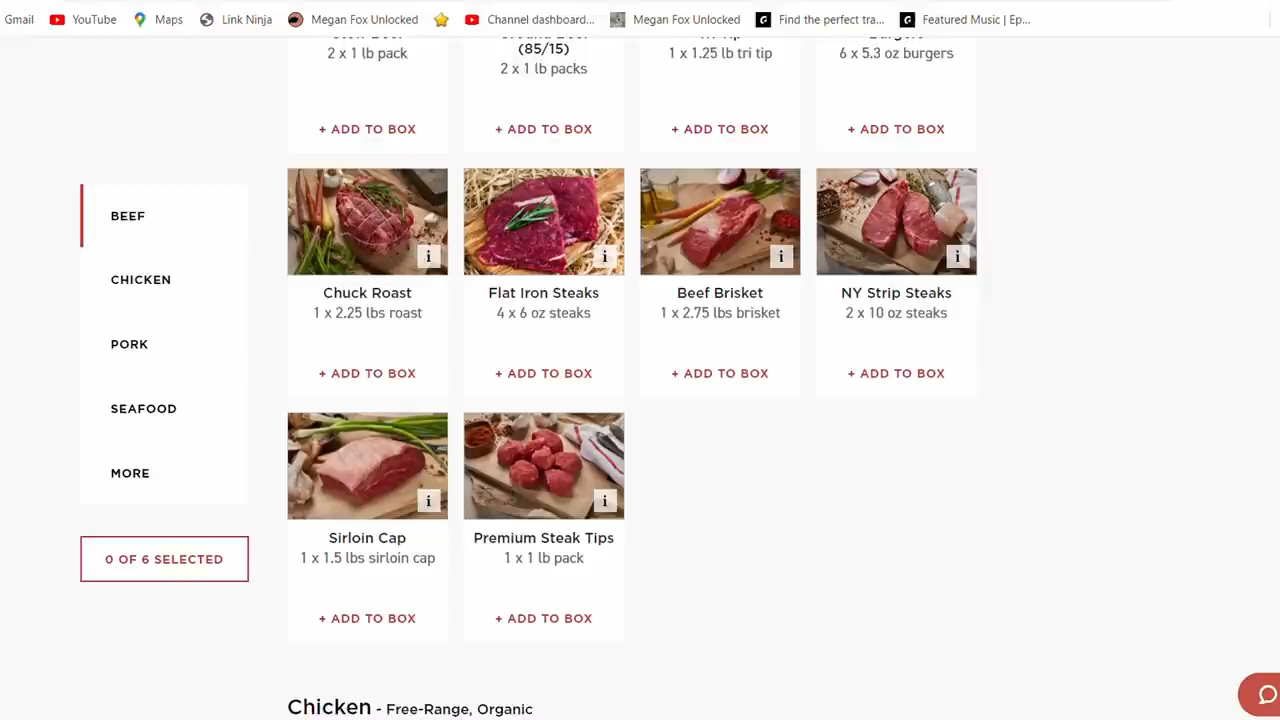 Gmail YouTube Maps Link Ninja Megan Fox Unlocked Channel dashboard... Megan Fox Unlocked Find the perfect tra... Featured Music | Ep...
(85/15)
2 x 1 lb pack
2 x 1 lb packs
1 x 1.25 lb tri tip
6 x 5.3 oz burgers
+ ADD TO BOX + ADD TO BOX + ADD TO BOX + ADD TO BOX
BEEF
CHICKEN
PORK
SEAFOOD
MORE
0 OF 6 SELECTED
Chuck Roast
1 x 2.25 lbs roast
+ ADD TO BOX
Flat Iron Steaks
4 x 6 oz steaks
+ ADD TO BOX
Beef Brisket
1 x 2.75 lbs brisket
+ ADD TO BOX
NY Strip Steaks
2 x 10 oz steaks
+ ADD TO BOX
Sirloin Cap
1 x 1.5 lbs sirloin cap
+ ADD TO BOX
Premium Steak Tips
1 x 1 lb pack
+ ADD TO BOX
Chicken - Free-Range, Organic